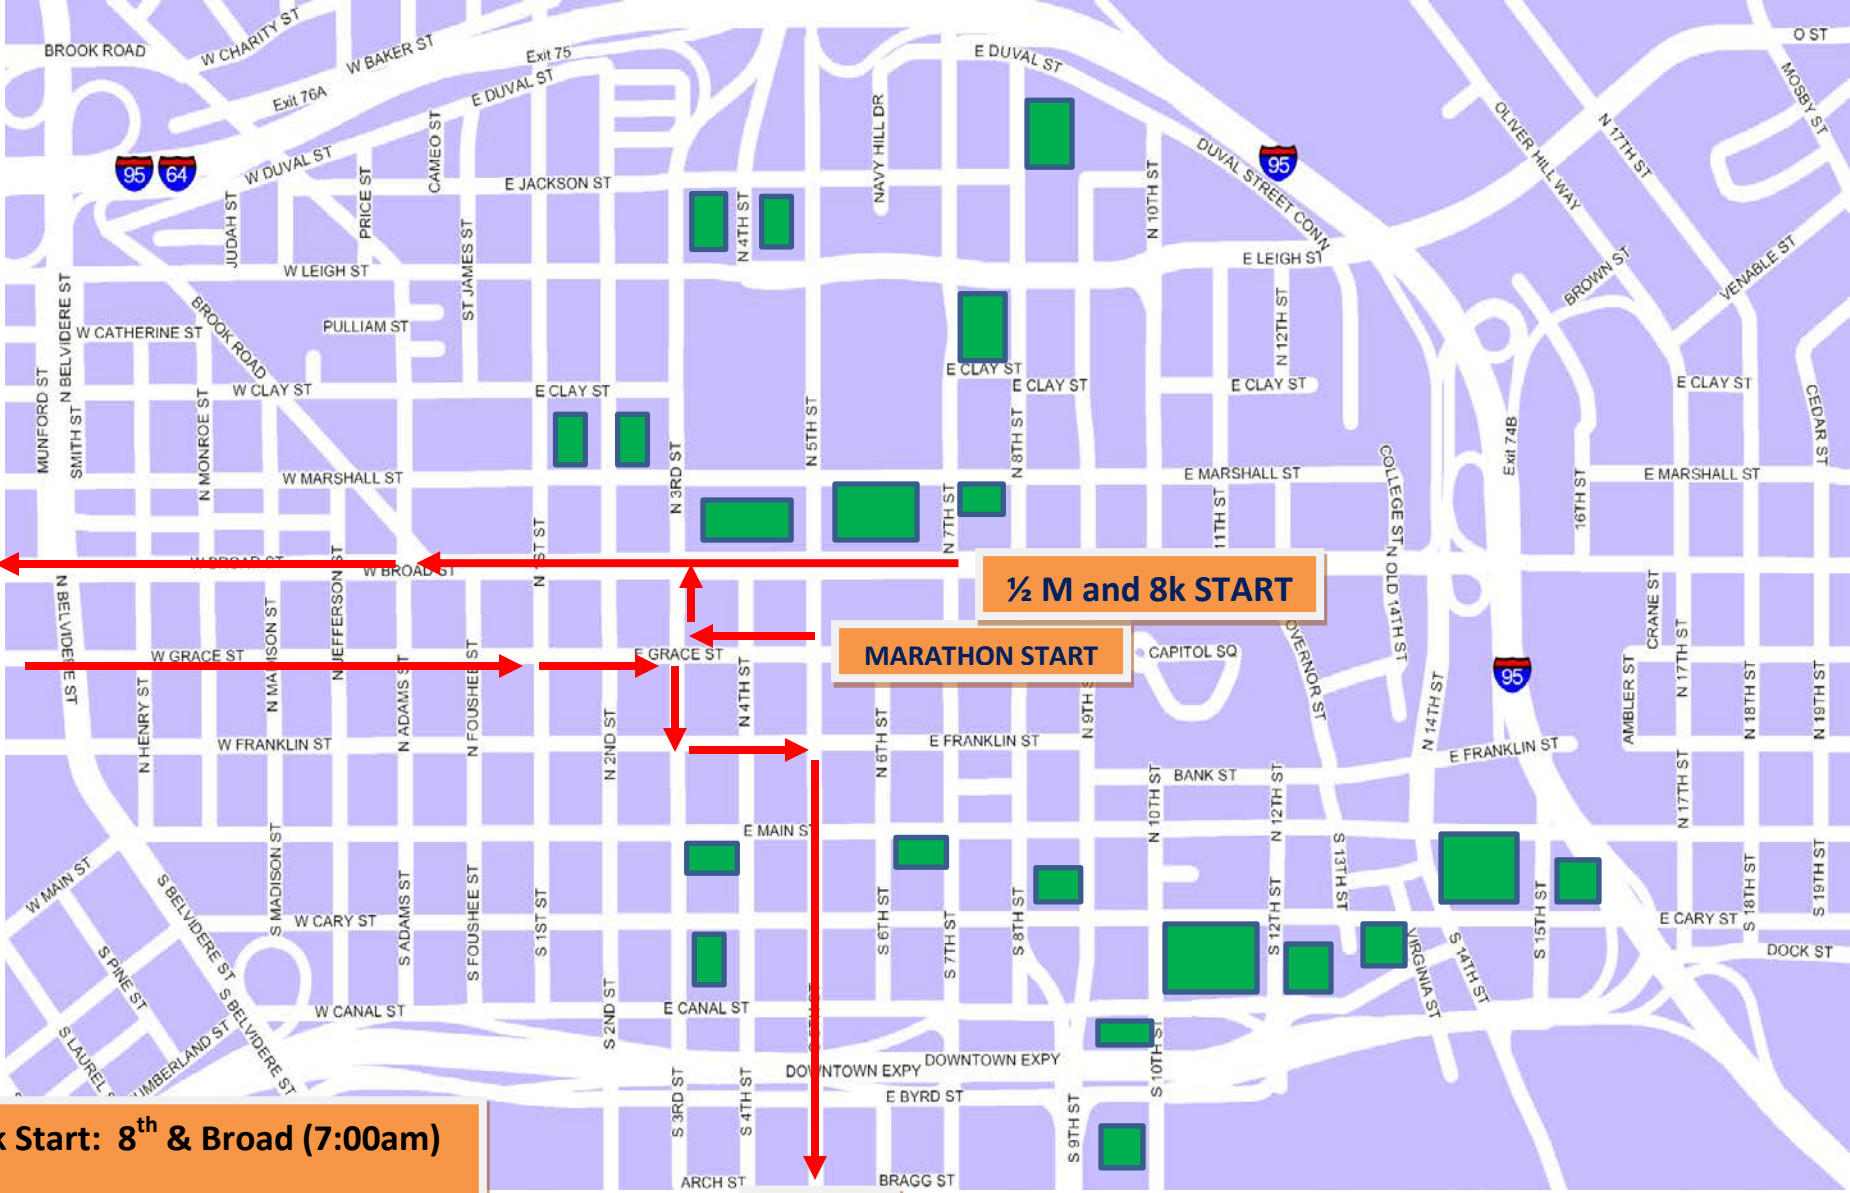 BROOK ROAD
W CHARITY ST
W BAKER ST
Exit 75
E DUVAL ST
O ST
Exit 76A
E DUVAL ST
MOSBY ST
NAVY HILL DR
OLIVER HILL WAY
N 17TH ST
CAMEO ST
W DUVAL ST
95
64
PRICE ST
E JACKSON ST
JUDAH ST
ST JAMES ST
N 4TH ST
N 10TH ST
DUVAL STREET CONN
95
W LEIGH ST
E LEIGH ST
BROWN ST
VENABLE ST
N BELVIDERE ST
BROOK ROAD
W CATHERINE ST
PULLIAM ST
N 12TH ST
MUNFORD ST
SMITH ST
W CLAY ST
E CLAY ST
E CLAY ST
E CLAY ST
E CLAY ST
E CLAY ST
CEDAR ST
N MONROE ST
N 3RD ST
N 5TH ST
N 8TH ST
Exit 74B
COLLEGE ST
W MARSHALL ST
E MARSHALL ST
E MARSHALL ST
N 7TH ST
11TH ST
16TH ST
W BROAD ST
W BROAD ST
N 1ST ST
½ M and 8k START
N OLD 14TH ST
CRANE ST
N BELVIDERE ST
N MADISON ST
N JEFFERSON ST
W GRACE ST
E GRACE ST
MARATHON START
CAPITOL SQ
GOVERNOR ST
95
N HENRY ST
N ADAMS ST
N FOUSHEE ST
N 2ND ST
N 4TH ST
N 6TH ST
N 9TH S
N 14TH ST
AMBLER ST
N 17TH ST
N 18TH ST
N 19TH ST
W FRANKLIN ST
E FRANKLIN ST
E FRANKLIN ST
BANK ST
N 10TH ST
N 12TH ST
N 17TH ST
E MAIN ST
W MAIN ST
S BELVIDERE ST
S MADISON ST
S ADAMS ST
S FOUSHEE ST
S 1ST ST
S 6TH ST
S 7TH ST
S 8TH ST
S 12TH ST
S 13TH ST
S 15TH ST
S 18TH ST
S 19TH ST
W CARY ST
E CARY ST
VIRGINIA ST
S 14TH ST
DOCK ST
S PINE ST
S BELVIDERE ST
S 2ND ST
W CANAL ST
E CANAL ST
S LAUREL
UMBERLAND ST
DOWNTOWN EXPY
DOWNTOWN EXPY
S 10TH ST
E BYRD ST
S 3RD ST
S 4TH ST
S 9TH ST
k Start: 8th & Broad (7:00am)
ARCH ST
BRAGG ST